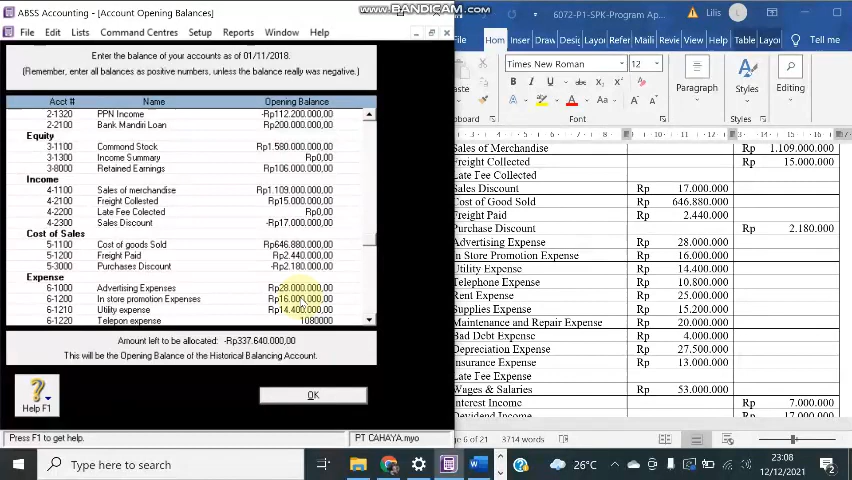 ABSS Accounting - [Account Opening Balances]
WWW.BANDICAM.COM
File Edit Lists Command Centres Setup Reports Window Help
Enter the balance of your accounts as of 01/11/2018.
(Remember, enter all balances as positive numbers, unless the balance really was negative.)
Acct # Name Opening Balance
2-1320 PPN Income -Rp112.200.000,00
2-2100 Bank Mandiri Loan Rp200.000.000,00
Equity
3-1100 Commond Stock Rp1.580.000.000,00
3-1300 Income Summary Rp0,00
3-8000 Retained Earnings Rp106.000.000,00
Income
4-1100 Sales of merchandise Rp1.109.000.000,00
4-2100 Freight Collested Rp15.000.000,00
4-2200 Late Fee Colected Rp0,00
4-2300 Sales Discount -Rp17.000.000,00
Cost of Sales
5-1100 Cost of goods Sold Rp646.880.000,00
5-1200 Freight Paid Rp2.440.000,00
5-3000 Purchases Discount -Rp2.180.000,00
Expense
6-1000 Advertising Expenses Rp28.000.000,00
6-1200 In store promotion Expenses Rp16.000.000,00
6-1210 Utility expense Rp14.400.000,00
6-1220 Telepon expense 1080000
Amount left to be allocated: -Rp337.640.000,00
This will be the Opening Balance of the Historical Balancing Account.
Help F1
OK
Press F1 to get help. PT CAHAYA.myo
6072-P1-SPK-Program Ap... Lilis
File Hom Insert Draw Design Layo Refer Mailin Revie View Help Table Layou Tell me
Times New Roman 12
Paragraph Styles Editing
Font
Styles
Sales of Merchandise Rp 1.109.000.000
Freight Collected Rp 15.000.000
Late Fee Collected
Sales Discount Rp 17.000.000
Cost of Good Sold Rp 646.880.000
Freight Paid Rp 2.440.000
Purchase Discount Rp 2.180.000
Advertising Expense Rp 28.000.000
In Store Promotion Expense Rp 16.000.000
Utility Expense Rp 14.400.000
Telephone Expense Rp 10.800.000
Rent Expense Rp 25.000.000
Supplies Expense Rp 15.200.000
Maintenance and Repair Expense Rp 20.000.000
Bad Debt Expense Rp 4.000.000
Depreciation Expense Rp 27.500.000
Insurance Expense Rp 13.000.000
Late Fee Expense
Wages & Salaries Rp 53.000.000
Interest Income Rp 7.000.000
Devidend Income Rp 17.000.000
Page 6 of 21 3714 words
Type here to search
26°C
23:08
12/12/2021
2